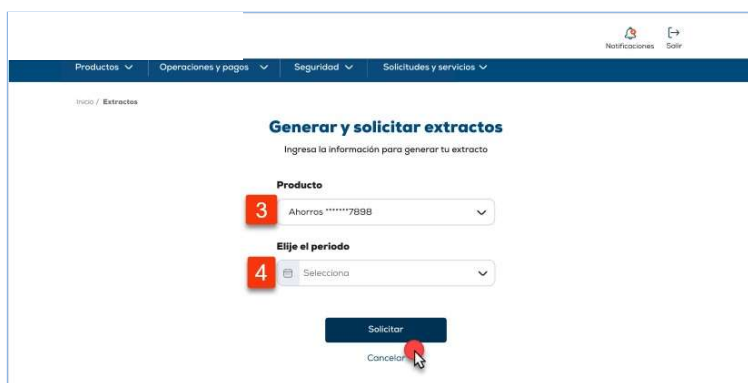 Notificaciones Salir
Productos Operaciones y pagos Seguridad Solicitudes y servicios
Inicio / Extractos
Generar y solicitar extractos
Ingresa la información para generar tu extracto
Producto
3 Ahorros *******7898
Elije el periodo
4 Selecciona
Solicitar
Cancelar